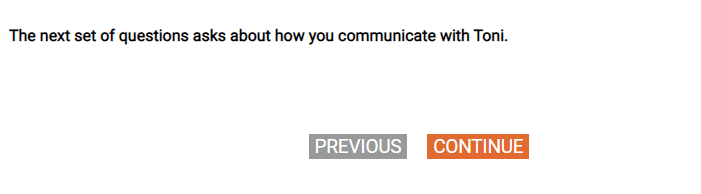 The next set of questions asks about how you communicate with Toni.
PREVIOUS CONTINUE